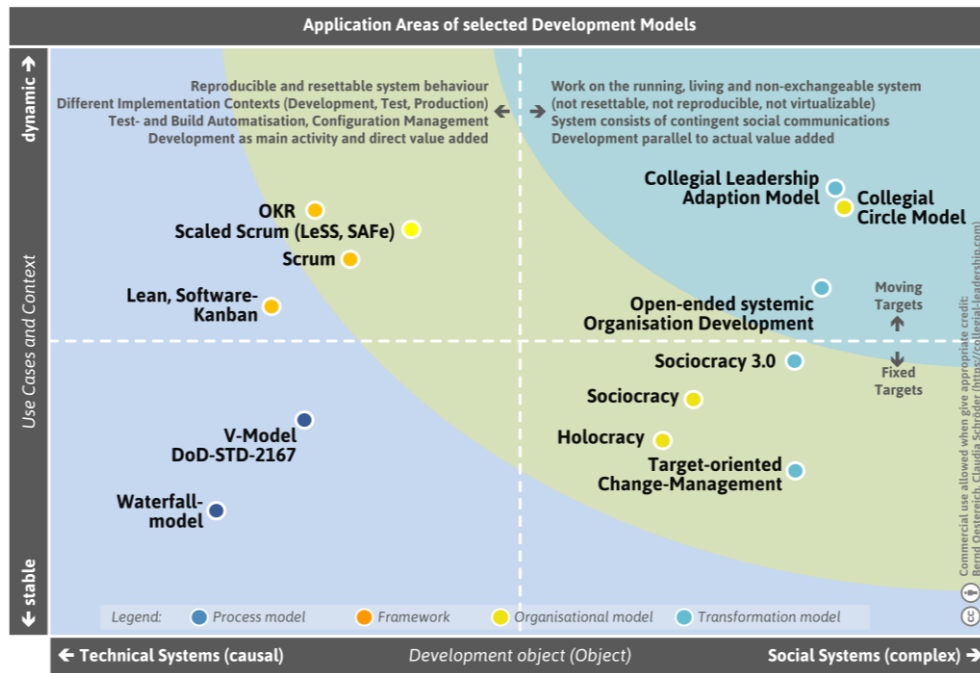 Application Areas of selected Development Models
dynamic →
Use Cases and Context
← stable
Reproducible and resettable system behaviour
Different Implementation Contexts (Development, Test, Production)
Test- and Build Automatisation, Configuration Management
Development as main activity and direct value added
←
→
Work on the running, living and non-exchangeable system
(not resettable, not reproducible, not virtualizable)
System consists of contingent social communications
Development parallel to actual value added
Collegial Leadership
Adaption Model
Collegial
Circle Model
OKR
Scaled Scrum (LeSS, SAFe)
Scrum
Lean, Software-
Kanban
Open-ended systemic
Organisation Development
Moving
Targets
Fixed
Targets
Sociocracy 3.0
Sociocracy
Holocracy
Target-oriented
Change-Management
V-Model
DoD-STD-2167
Waterfall-
model
Legend:
Process model
Framework
Organisational model
Transformation model
← Technical Systems (causal)
Development object (Object)
Social Systems (complex) →
Commercial use allowed when give appropriate credit:
Bernd Oestereich, Claudia Schröder (https://collegial-leadership.com)
cc